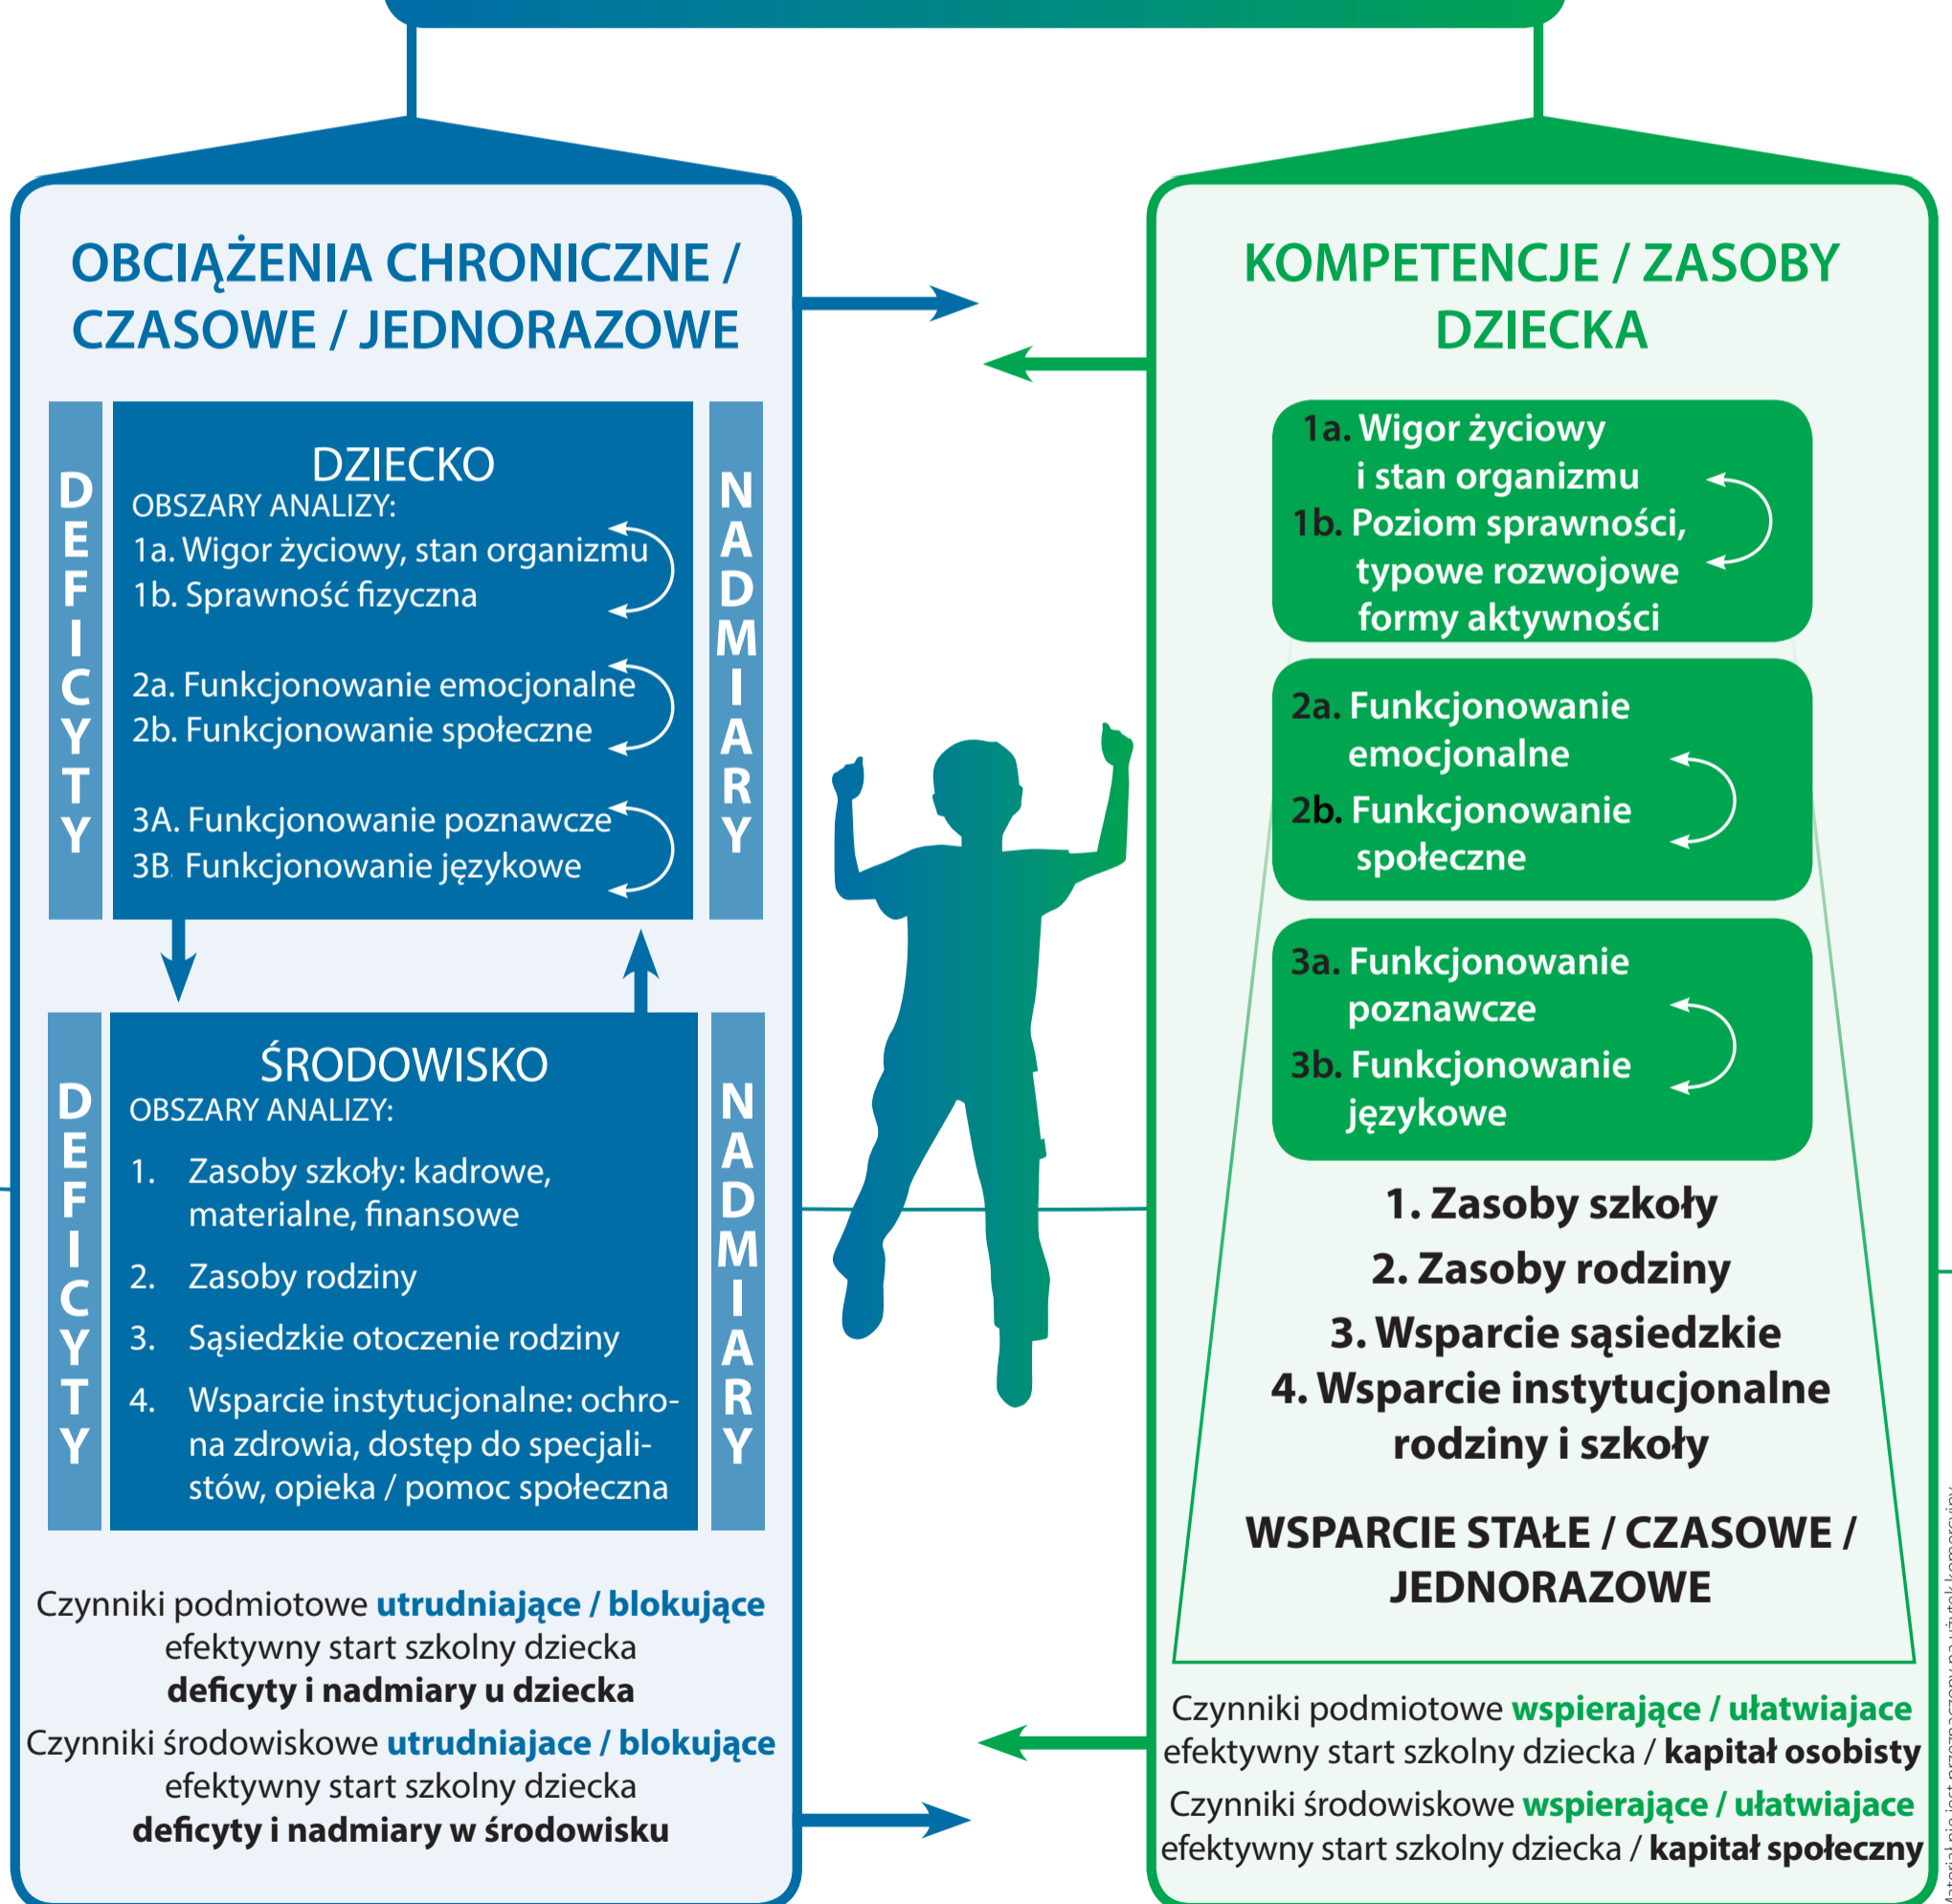 OBCIĄŻENIA CHRONICZNE /
CZASOWE / JEDNORAZOWE
DEFICYTY
DZIECKO
OBSZARY ANALIZY:
1a. Wigor życiowy, stan organizmu
1b. Sprawność fizyczna
2a. Funkcjonowanie emocjonalne
2b. Funkcjonowanie społeczne
3A. Funkcjonowanie poznawcze
3B. Funkcjonowanie językowe
NADMIARY
DEFICYTY
ŚRODOWISKO
OBSZARY ANALIZY:
1. Zasoby szkoły: kadrowe,
materialne, finansowe
2. Zasoby rodziny
3. Sąsiedzkie otoczenie rodziny
4. Wsparcie instytucjonalne: ochro-
na zdrowia, dostęp do specjali-
stów, opieka / pomoc społeczna
NADMIARY
Czynniki podmiotowe utrudniające / blokujące
efektywny start szkolny dziecka
deficyty i nadmiary u dziecka
Czynniki środowiskowe utrudniajace / blokujące
efektywny start szkolny dziecka
deficyty i nadmiary w środowisku
KOMPETENCJE / ZASOBY
DZIECKA
1a. Wigor życiowy
i stan organizmu
1b. Poziom sprawności,
typowe rozwojowe
formy aktywności
2a. Funkcjonowanie
emocjonalne
2b. Funkcjonowanie
społeczne
3a. Funkcjonowanie
poznawcze
3b. Funkcjonowanie
językowe
1. Zasoby szkoły
2. Zasoby rodziny
3. Wsparcie sąsiedzkie
4. Wsparcie instytucjonalne
rodziny i szkoły
WSPARCIE STAŁE / CZASOWE /
JEDNORAZOWE
Czynniki podmiotowe wspierające / ułatwiajace
efektywny start szkolny dziecka / kapitał osobisty
Czynniki środowiskowe wspierające / ułatwiajace
efektywny start szkolny dziecka / kapitał społeczny